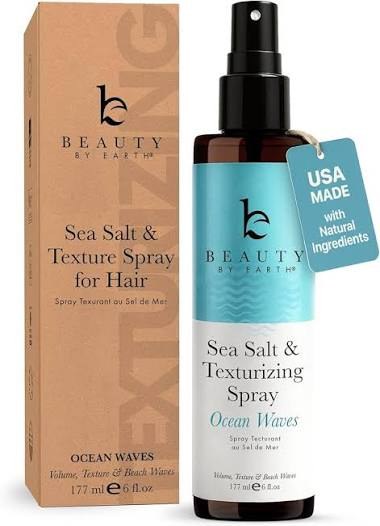 TEXTURIZING
BEAUTY
BY EARTH®
Sea Salt &
Texture Spray
for Hair
Spray Texurant au Sel de Mer
OCEAN WAVES
Volume, Texture & Beach Waves
177 ml ℮ 6 fl.oz
BEAUTY
BY EARTH®
Sea Salt &
Texturizing
Spray
Ocean Waves
Spray Texturant
au Sel de Mer
Volume, Texture & Beach Waves
177 ml ℮ 6 fl.oz
USA
MADE
with
Natural
Ingredients